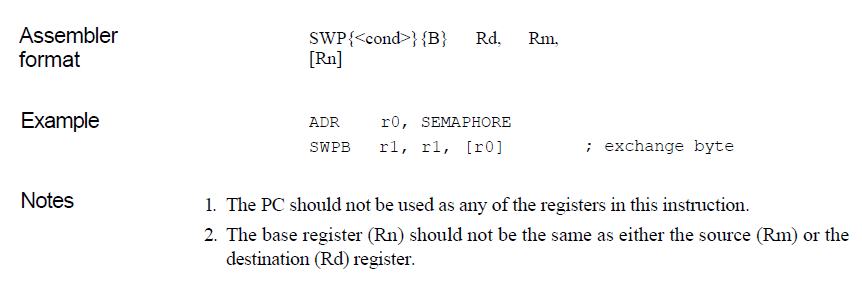 Assembler format
SWP{<cond>}{B} Rd, Rm,
[Rn]
Example
ADR r0, SEMAPHORE
SWPB r1, r1, [r0] ; exchange byte
Notes
1. The PC should not be used as any of the registers in this instruction.
2. The base register (Rn) should not be the same as either the source (Rm) or the
destination (Rd) register.